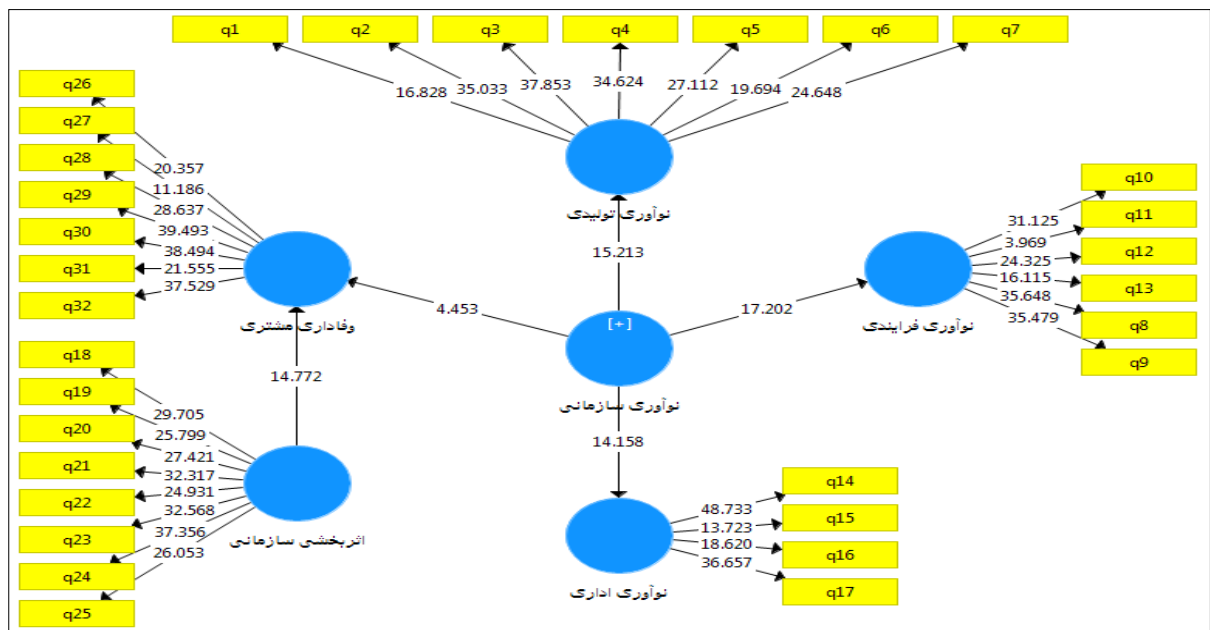 q1
q2
q3
q4
q5
q6
q7
16.828
35.033
37.853
34.624
27.112
19.694
24.648
نوآوری تولیدی
q26
q27
q28
q29
q30
q31
q32
20.357
11.186
28.637
39.493
38.494
21.555
37.529
وفاداری مشتری
15.213
4.453
17.202
[+]
نوآوری سازمانی
14.158
q10
q11
q12
q13
q8
q9
31.125
3.969
24.325
16.115
35.648
35.479
نوآوری فرایندی
14.772
q18
q19
q20
q21
q22
q23
q24
q25
29.705
25.799
27.421
32.317
24.931
32.568
37.356
26.053
اثربخشی سازمانی
q14
q15
q16
q17
48.733
13.723
18.620
36.657
نوآوری اداری